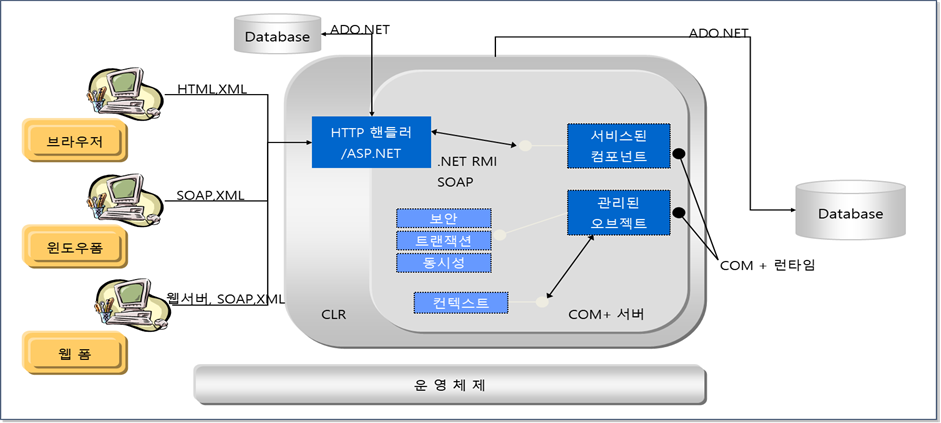 Database
ADO.NET
ADO.NET
HTML.XML
브라우저
HTTP 핸들러
/ASP.NET
서비스된
컴포넌트
.NET RMI
SOAP
SOAP,XML
윈도우폼
관리된
오브젝트
보안
트랜잭션
동시성
Database
COM + 런타임
웹서버, SOAP,XML
컨텍스트
CLR
COM+ 서버
웹 폼
운 영 체 제